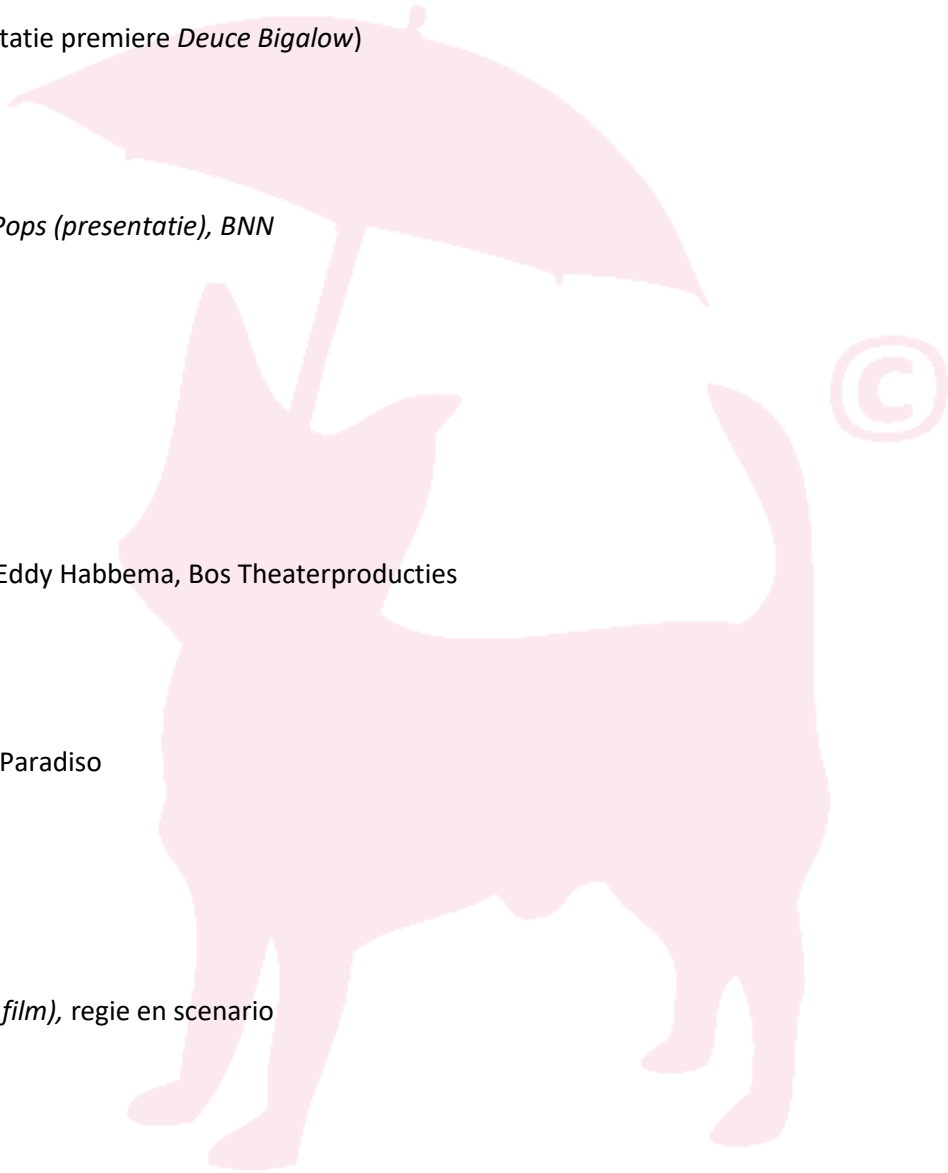 tatie premiere Deuce Bigalow)
Pops (presentatie), BNN
©
Eddy Habbema, Bos Theaterproducties
Paradiso
film), regie en scenario